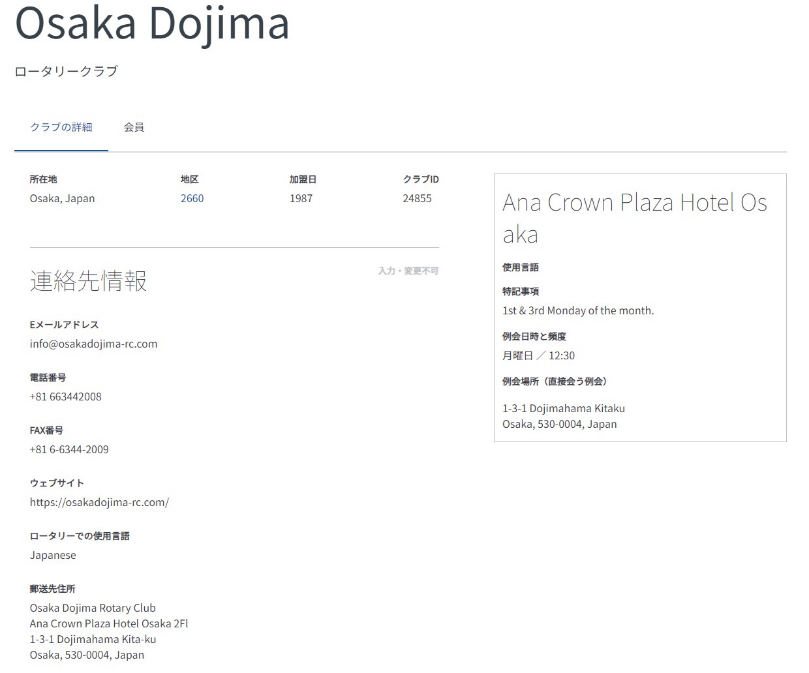 Osaka Dojima
ロータリークラブ
クラブの詳細
会員
所在地
Osaka, Japan
地区
2660
加盟日
1987
クラブID
24855
連絡先情報
入力・変更不可
Eメールアドレス
info@osakadojima-rc.com
電話番号
+81 663442008
FAX番号
+81 6-6344-2009
ウェブサイト
https://osakadojima-rc.com/
ロータリーでの使用言語
Japanese
郵送先住所
Osaka Dojima Rotary Club
Ana Crown Plaza Hotel Osaka 2Fl
1-3-1 Dojimahama Kita-ku
Osaka, 530-0004, Japan
Ana Crown Plaza Hotel Os
aka
使用言語
特記事項
1st & 3rd Monday of the month.
例会日時と頻度
月曜日 ／ 12:30
例会場所（直接会う例会）
1-3-1 Dojimahama Kitaku
Osaka, 530-0004, Japan